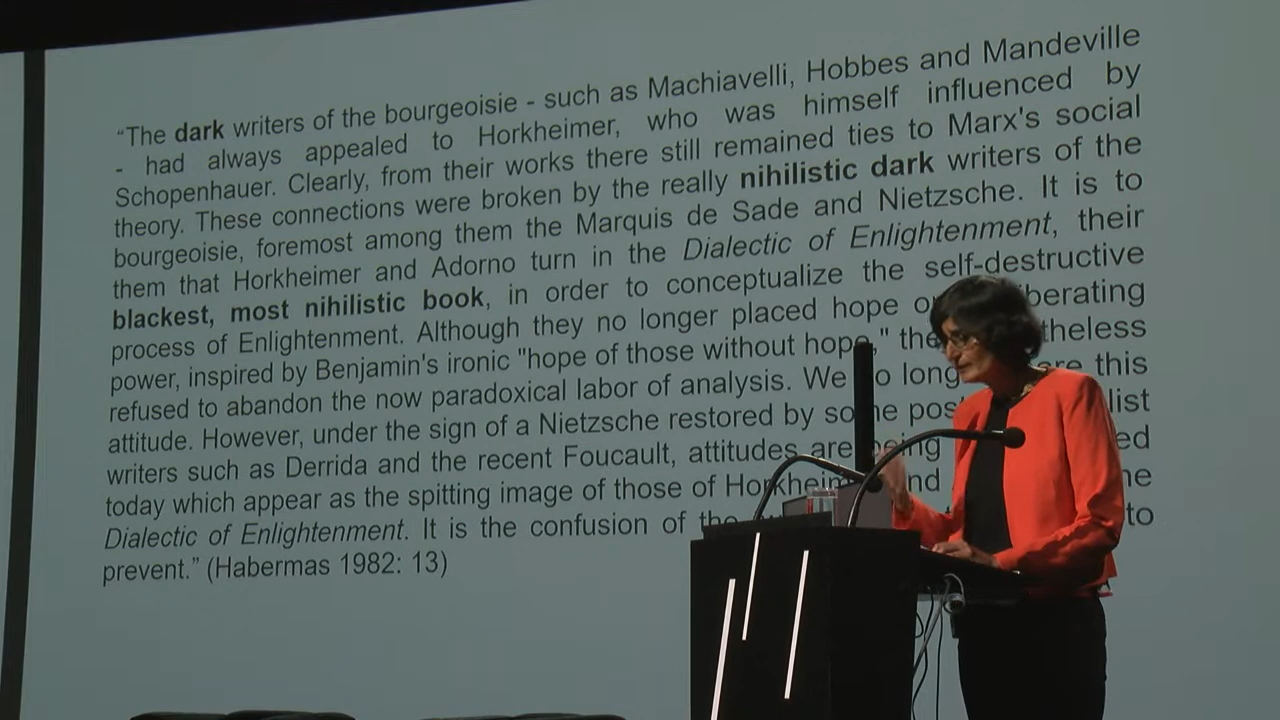 “The dark writers of the bourgeoisie - such as Machiavelli, Hobbes and Mandeville
- had always appealed to Horkheimer, who was himself influenced by
Schopenhauer. Clearly, from their works there still remained ties to Marx's social
theory. These connections were broken by the really nihilistic dark writers of the
bourgeoisie, foremost among them the Marquis de Sade and Nietzsche. It is to
them that Horkheimer and Adorno turn in the Dialectic of Enlightenment, their
blackest, most nihilistic book, in order to conceptualize the self-destructive
process of Enlightenment. Although they no longer placed hope
power, inspired by Benjamin's ironic "hope of those without hope,"
refused to abandon the now paradoxical labor of analysis. We this
attitude. However, under the sign of a Nietzsche restored by some
writers such as Derrida and the recent Foucault, attitudes are being
today which appear as the spitting image of those of Horkheimer and
Dialectic of Enlightenment. It is the confusion of to
prevent.” (Habermas 1982: 13)